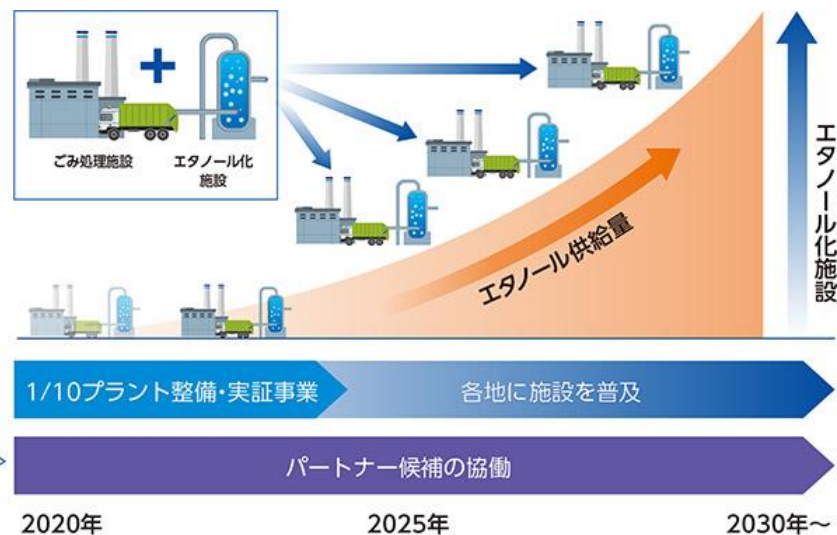 ごみ処理施設
エタノール化
施設
エタノール供給量
エタノール化施設
1/10プラント整備・実証事業
各地に施設を普及
パートナー候補の協働
2020年
2025年
2030年～